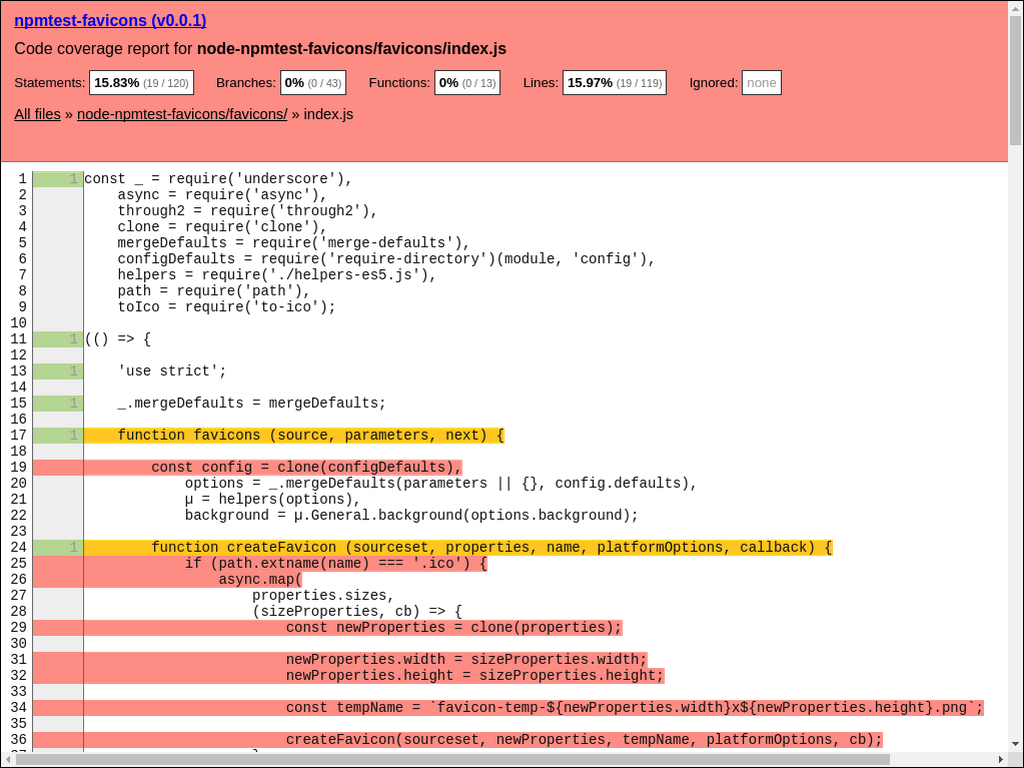 npmtest-favicons (v0.0.1)
Code coverage report for node-npmtest-favicons/favicons/index.js
Statements: 15.83% (19 / 120) Branches: 0% (0 / 43) Functions: 0% (0 / 13) Lines: 15.97% (19 / 119) Ignored: none
All files » node-npmtest-favicons/favicons/ » index.js
1 1 const _ = require('underscore'),
2 async = require('async'),
3 through2 = require('through2'),
4 clone = require('clone'),
5 mergeDefaults = require('merge-defaults'),
6 configDefaults = require('require-directory')(module, 'config'),
7 helpers = require('./helpers-es5.js'),
8 path = require('path'),
9 toIco = require('to-ico');
10
11 1 (() => {
12
13 1 'use strict';
14
15 1 _.mergeDefaults = mergeDefaults;
16
17 1 function favicons (source, parameters, next) {
18
19 const config = clone(configDefaults),
20 options = _.mergeDefaults(parameters || {}, config.defaults),
21 µ = helpers(options),
22 background = µ.General.background(options.background);
23
24 1 function createFavicon (sourceset, properties, name, platformOptions, callback) {
25 if (path.extname(name) === '.ico') {
26 async.map(
27 properties.sizes,
28 (sizeProperties, cb) => {
29 const newProperties = clone(properties);
30
31 newProperties.width = sizeProperties.width;
32 newProperties.height = sizeProperties.height;
33
34 const tempName = `favicon-temp-${newProperties.width}x${newProperties.height}.png`;
35
36 createFavicon(sourceset, newProperties, tempName, platformOptions, cb);